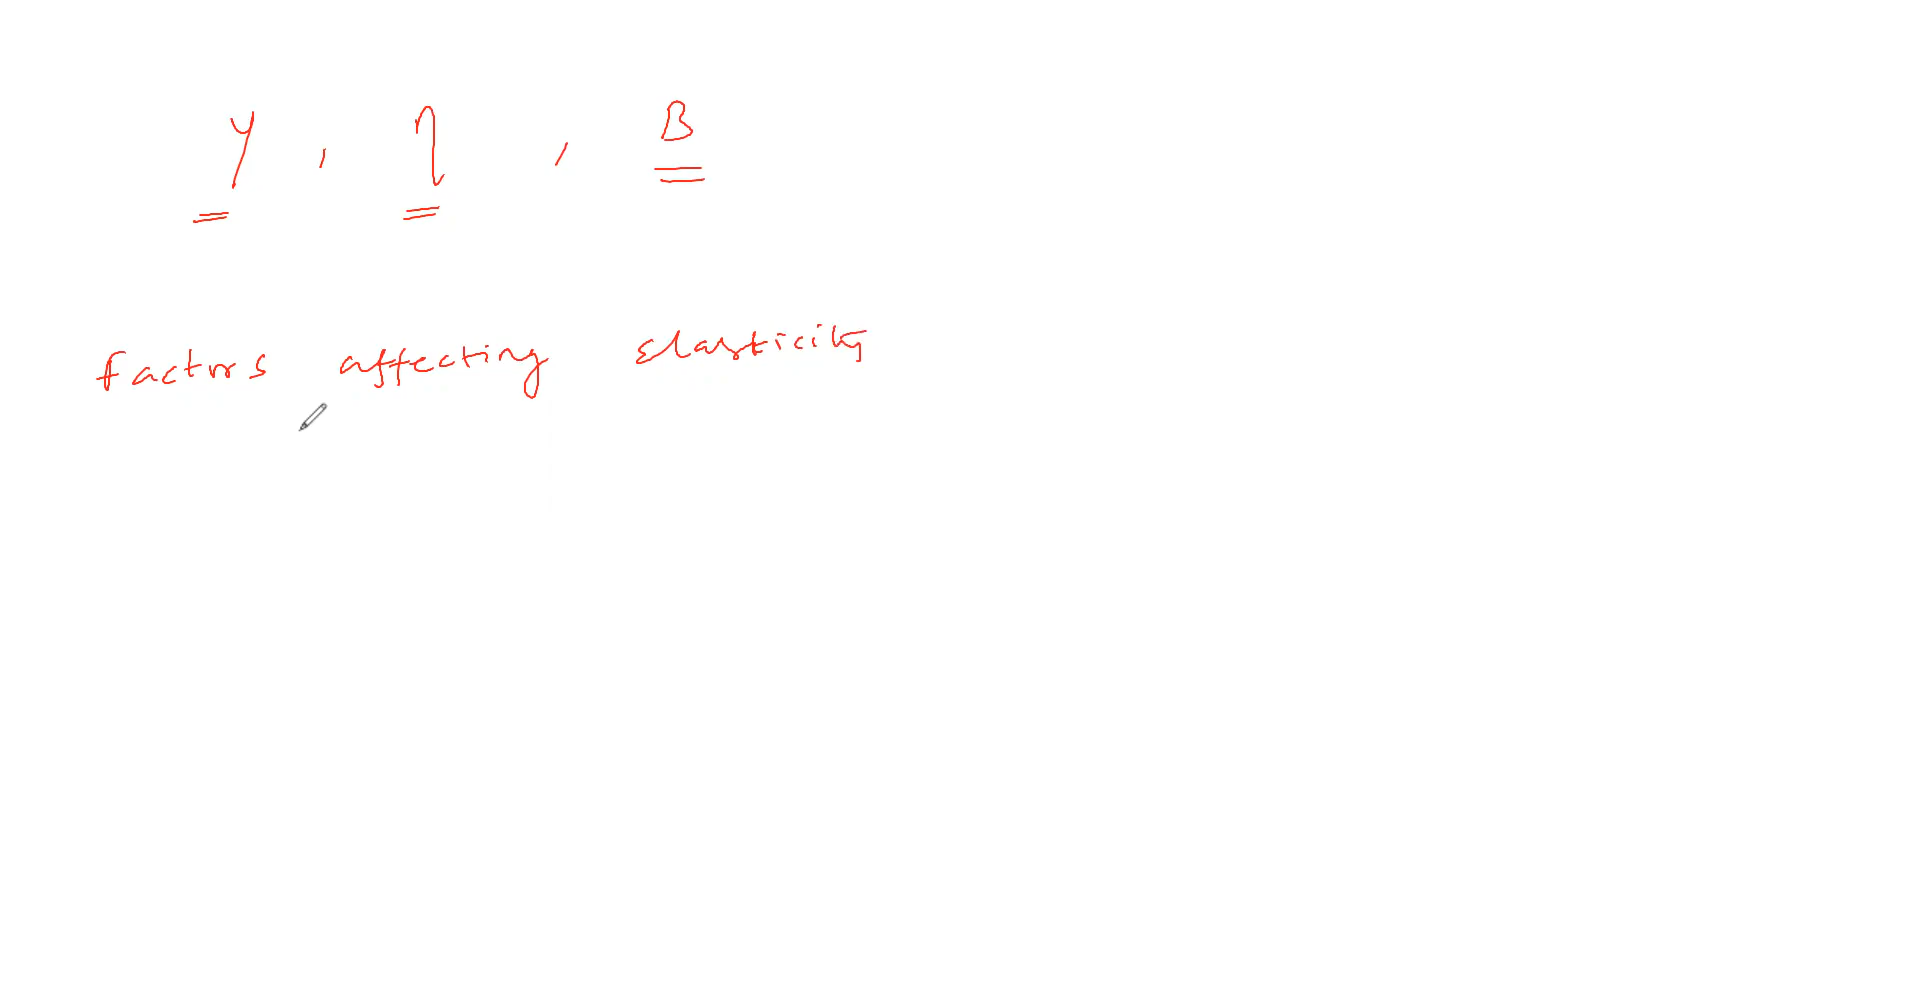 Y , η , B
factors affecting elasticity